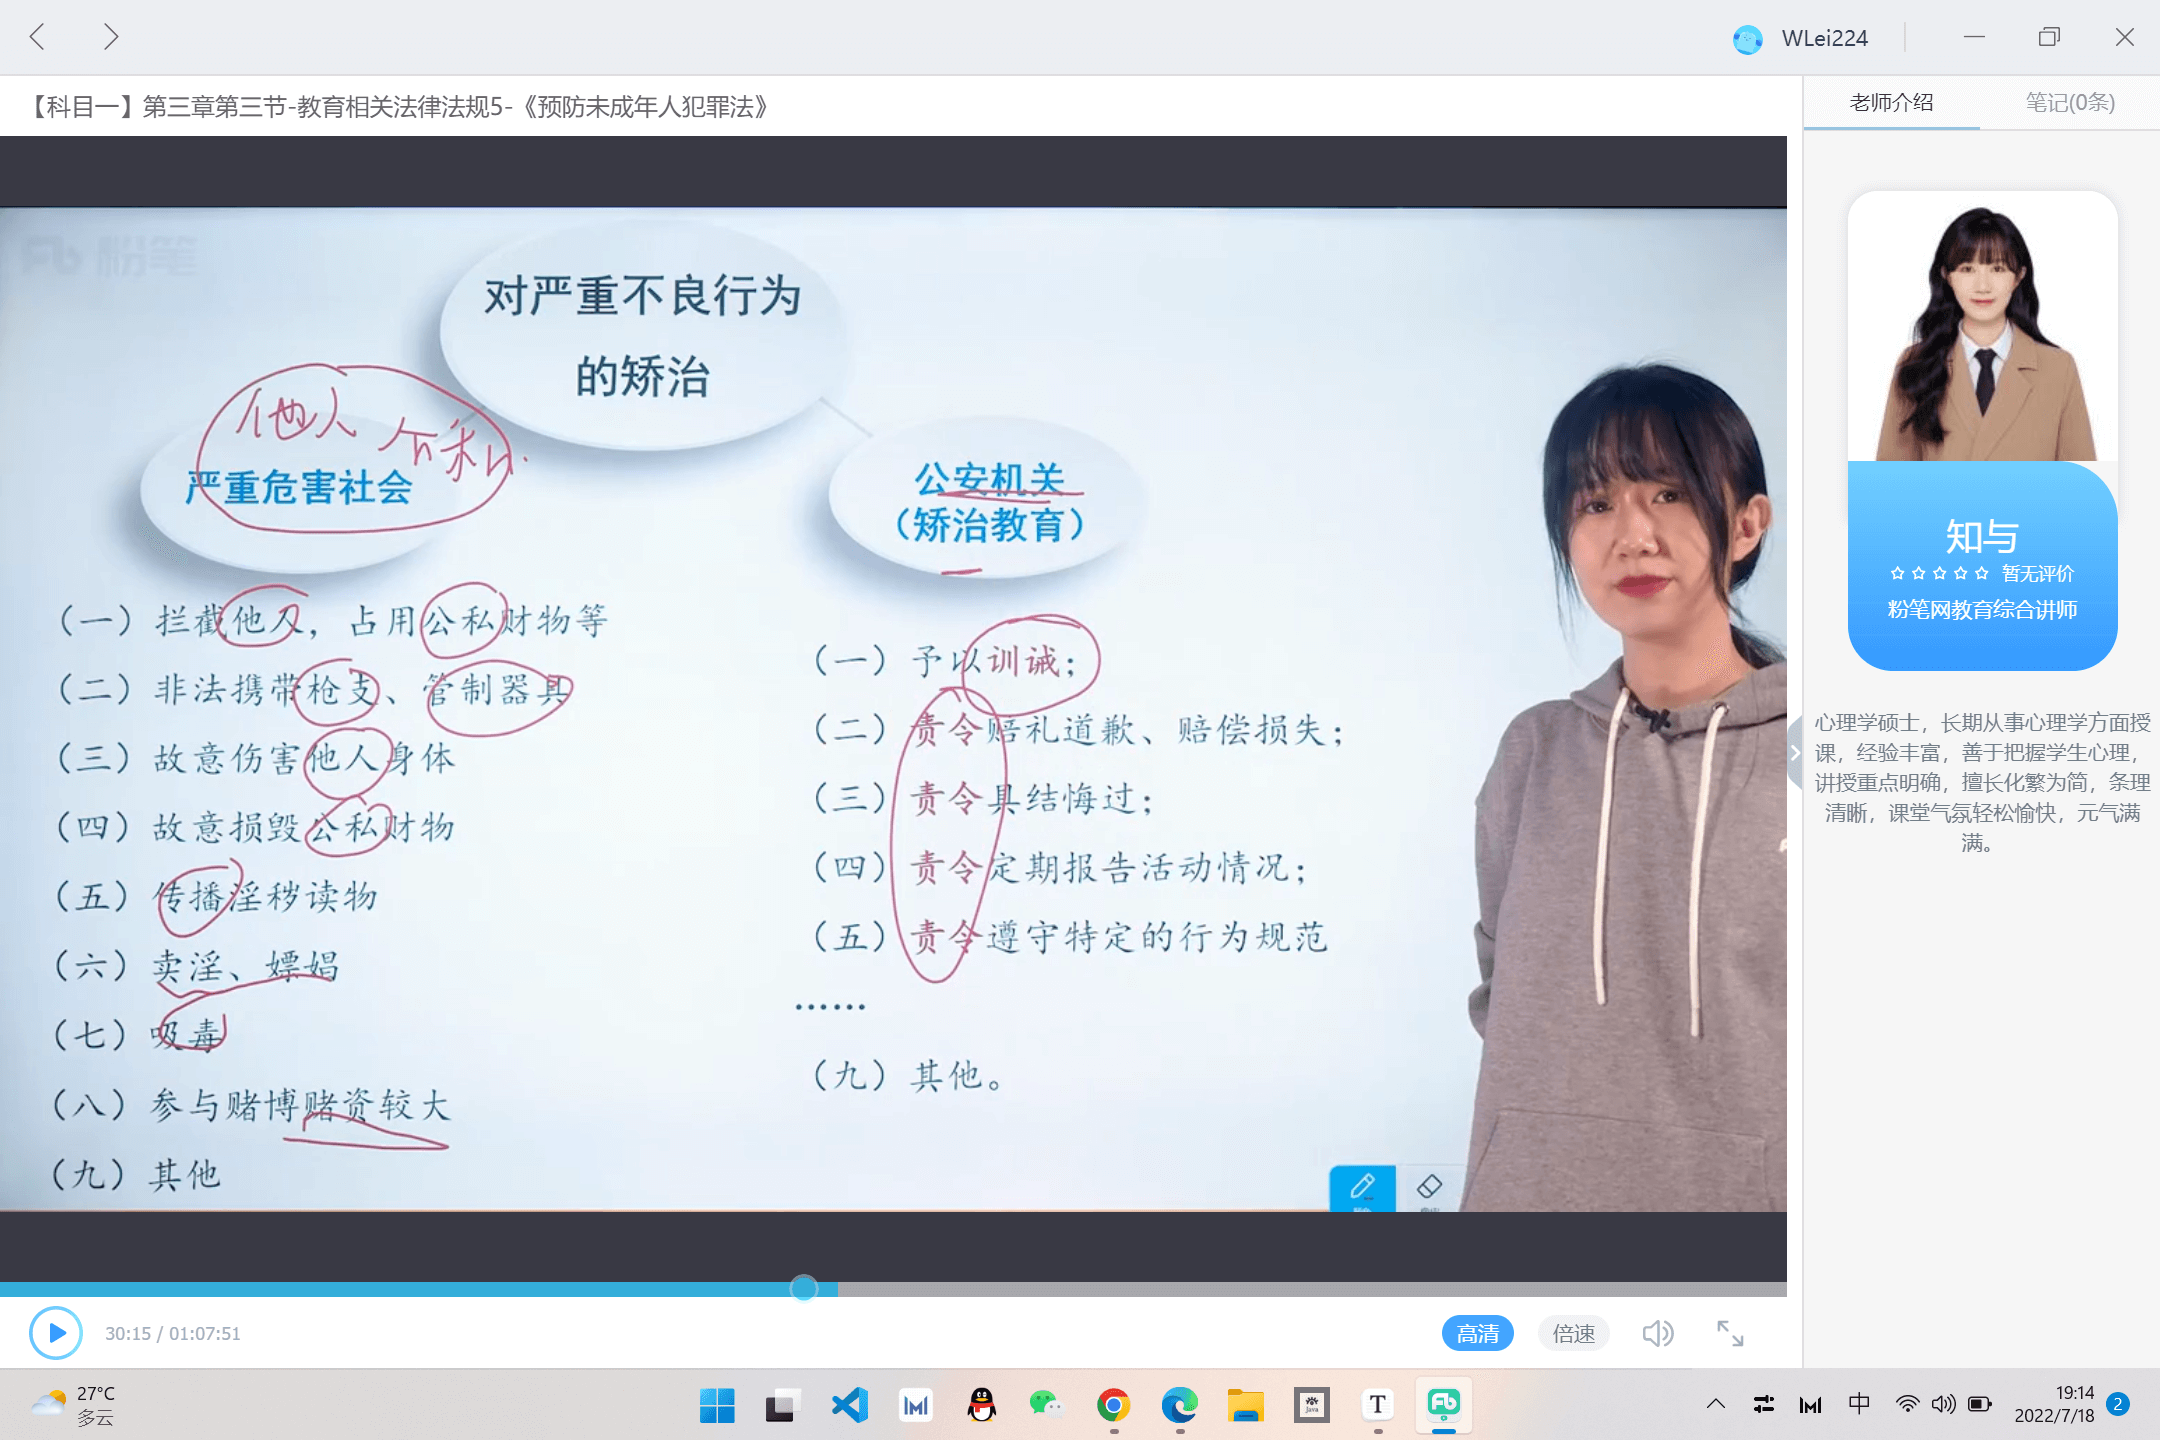 WLei224
【科目一】第三章第三节-教育相关法律法规5-《预防未成年人犯罪法》
老师介绍
笔记(0条)
Fb 粉笔
对严重不良行为
的矫治
他人
严重危害社会
公安机关
（矫治教育）
（一）拦截他人，占用公私财物等
（二）非法携带枪支、管制器具
（三）故意伤害他人身体
（四）故意损毁公私财物
（五）传播淫秽读物
（六）卖淫、嫖娼
（七）吸毒
（八）参与赌博赌资较大
（九）其他
（一）予以训诫；
（二）责令赔礼道歉、赔偿损失；
（三）责令具结悔过；
（四）责令定期报告活动情况；
（五）责令遵守特定的行为规范
……
（九）其他。
知与
暂无评价
粉笔网教育综合讲师
心理学硕士，长期从事心理学方面授
课，经验丰富，善于把握学生心理，
讲授重点明确，擅长化繁为简，条理
清晰，课堂气氛轻松愉快，元气满
满。
30:15 / 01:07:51
高清
倍速
27°C
多云
Java
T
Fb
中
19:14
2022/7/18
2